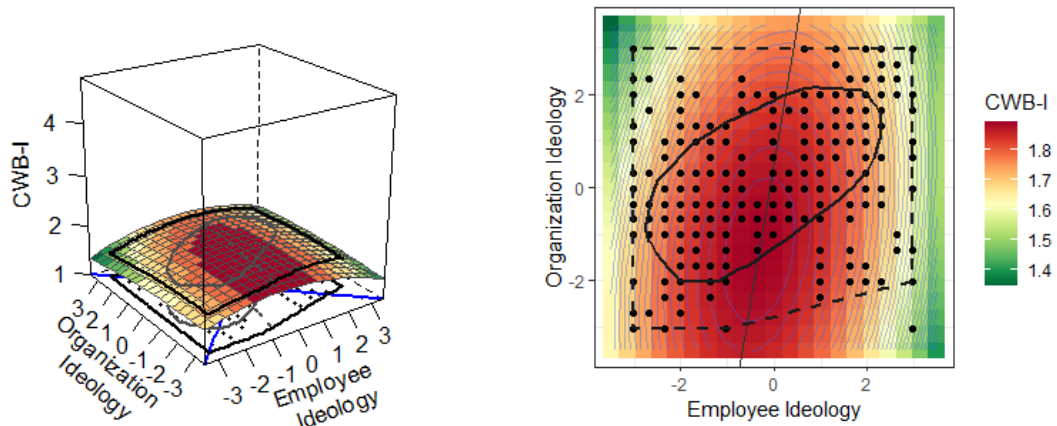 CWB-I
4
3
2
1
3 2 1 0 -1 -2 -3
Organization
Ideology
-3 -2 -1 0 1 2 3
Employee
Ideology
Organization Ideology
2
0
-2
-2 0 2
Employee Ideology
CWB-I
1.8
1.7
1.6
1.5
1.4